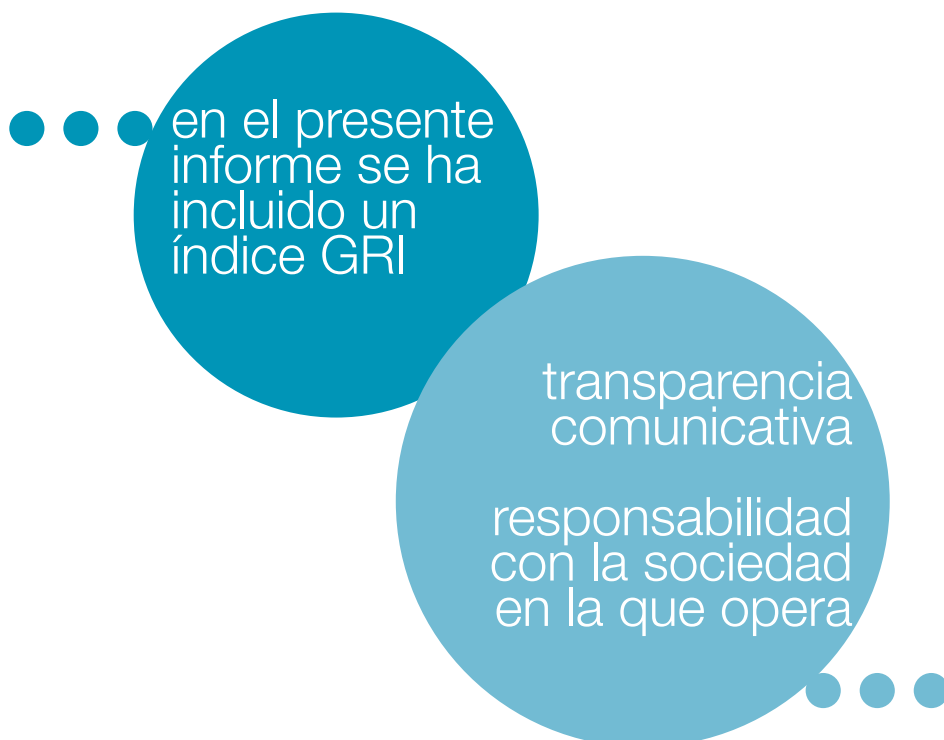 en el presente
informe se ha
incluido un
índice GRI
transparencia
comunicativa
responsabilidad
con la sociedad
en la que opera